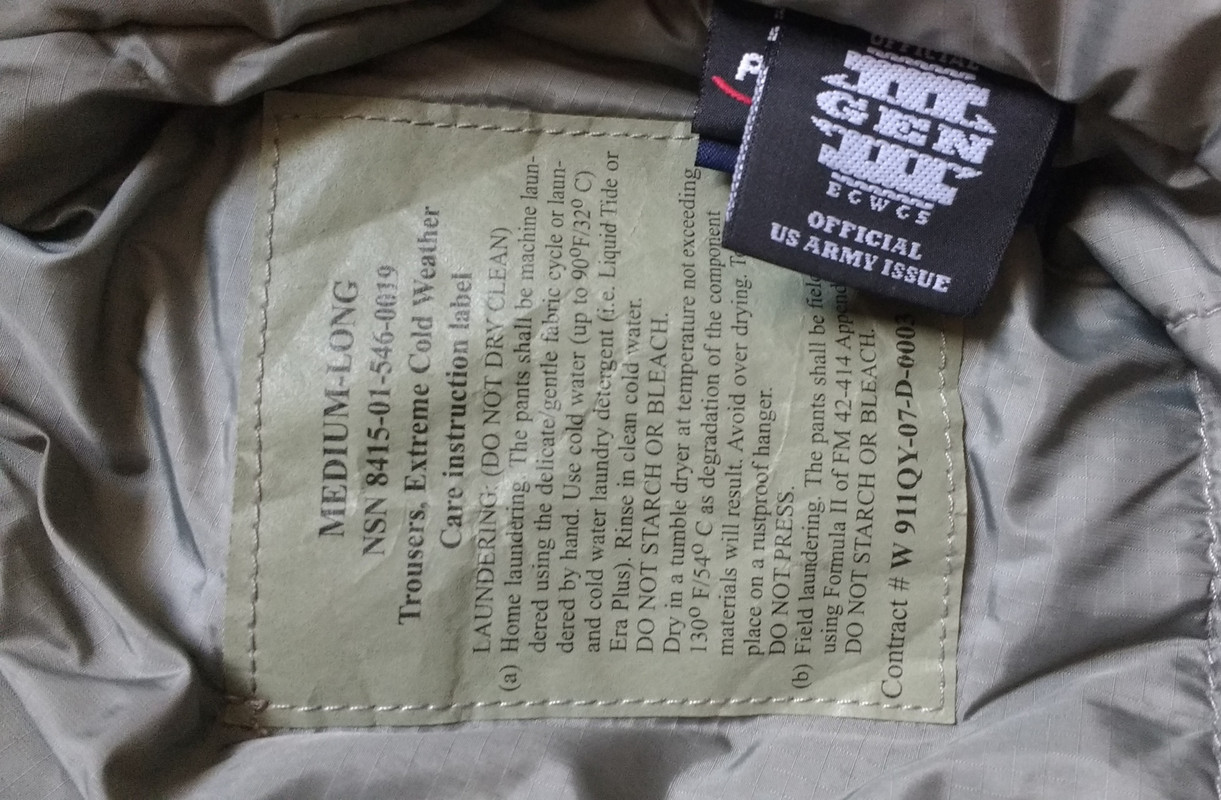 MEDIUM-LONG
NSN 8415-01-546-0019
Trousers, Extreme Cold Weather
Care instruction label
LAUNDERING: (DO NOT DRY CLEAN)
(a) Home laundering. The pants shall be machine laun-
dered using the delicate/gentle fabric cycle or laun-
dered by hand. Use cold water (up to 90⁰F/32⁰ C)
and cold water laundry detergent (i.e. Liquid Tide or
Era Plus). Rinse in clean cold water.
DO NOT STARCH OR BLEACH.
Dry in a tumble dryer at temperature not exceeding
130⁰ F/54⁰ C as degradation of the component
materials will result. Avoid over drying.
place on a rustproof hanger.
DO NOT PRESS.
(b) Field laundering. The pants shall be
using Formula II of FM 42-414
DO NOT STARCH OR BLEACH.
Contract # W 911QY-07-D-0003
OFFICIAL
III
GEN
III
ECWCS
OFFICIAL
US ARMY ISSUE